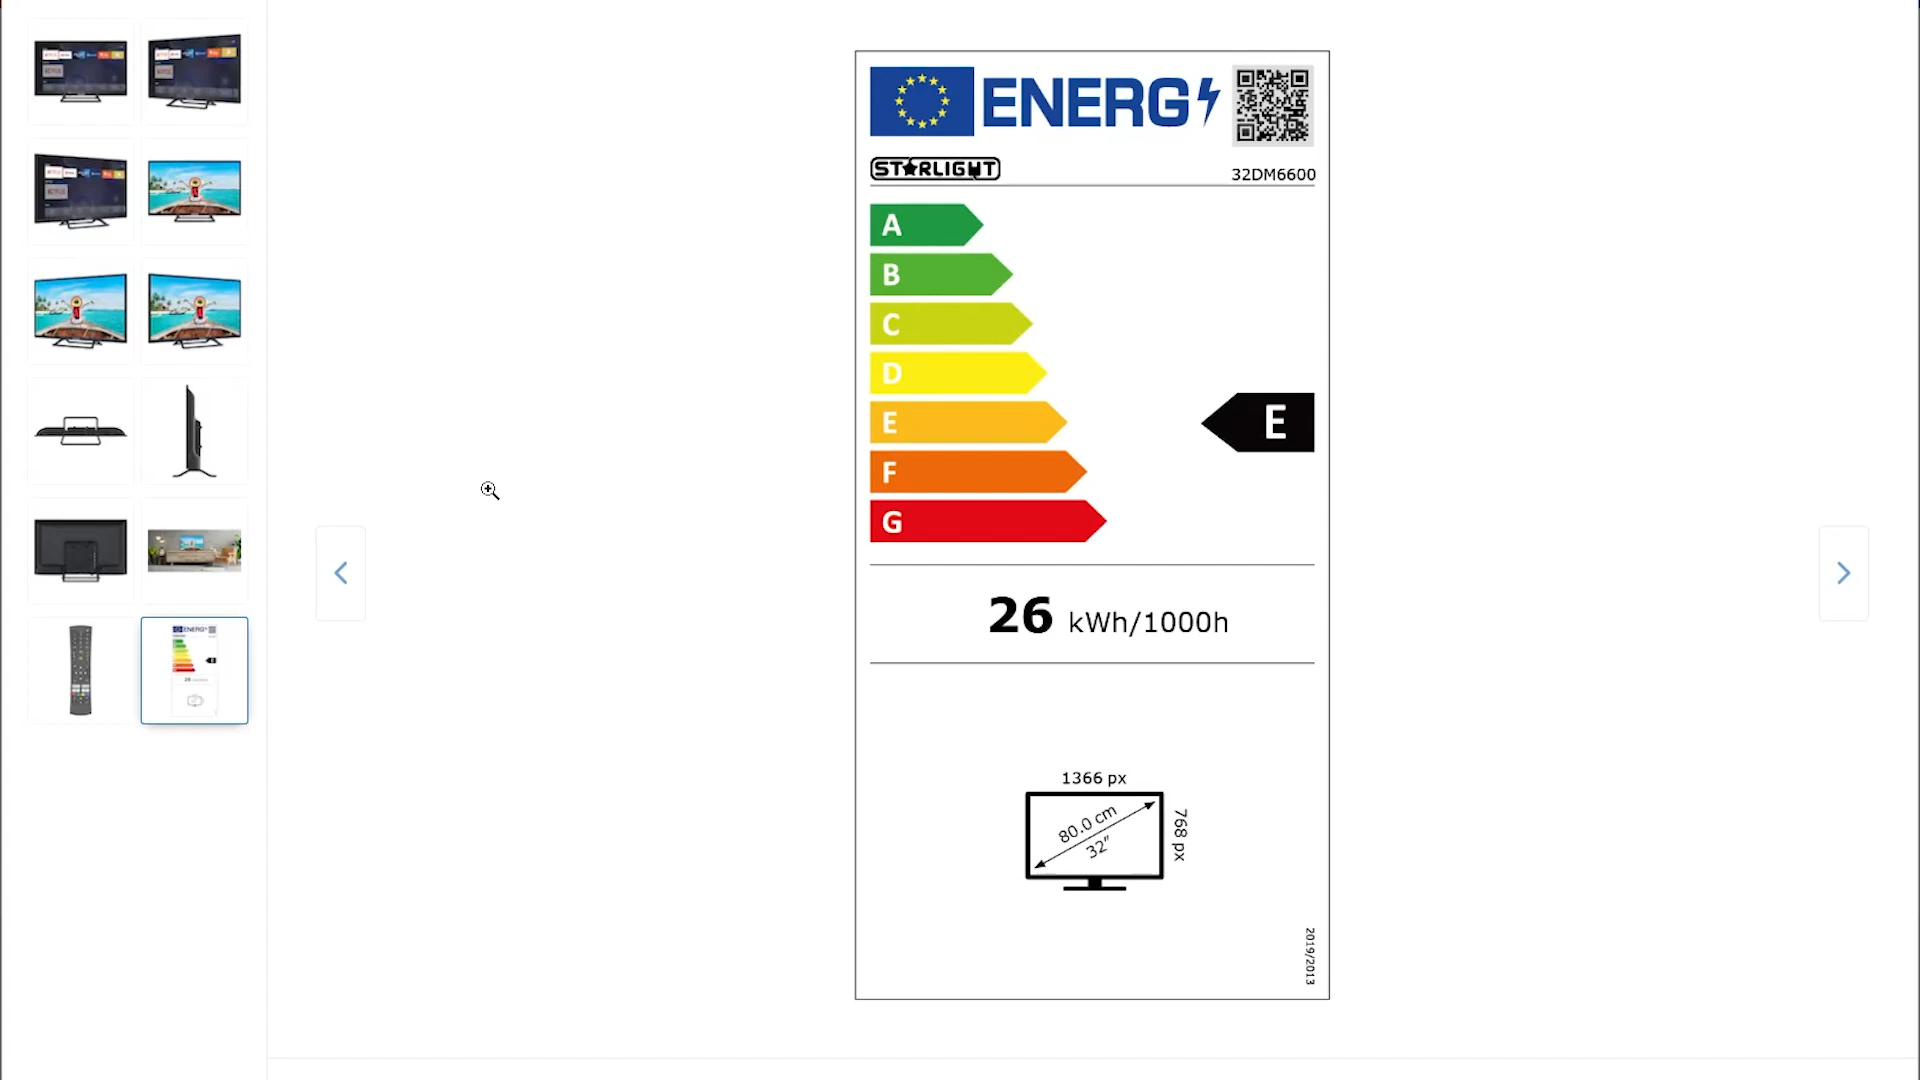 ENERG
STARLIGHT
32DM6600
A
B
C
D
E
E
F
G
26 kWh/1000h
1366 px
80.0 cm
32"
768 px
2019/2013